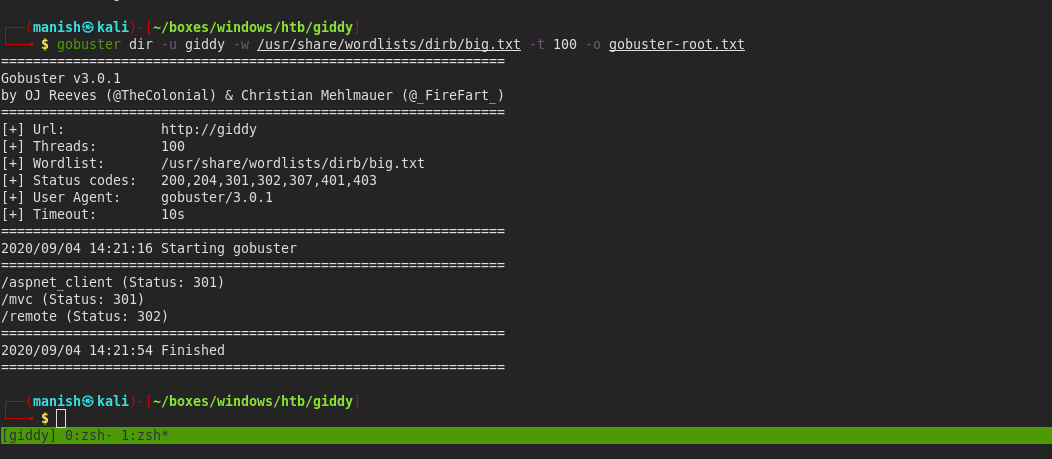 (manish㉿kali)-[~/boxes/windows/htb/giddy]
$ gobuster dir -u giddy -w /usr/share/wordlists/dirb/big.txt -t 100 -o gobuster-root.txt
===============================================================
Gobuster v3.0.1
by OJ Reeves (@TheColonial) & Christian Mehlmauer (@_FireFart_)
===============================================================
[+] Url:            http://giddy
[+] Threads:        100
[+] Wordlist:       /usr/share/wordlists/dirb/big.txt
[+] Status codes:   200,204,301,302,307,401,403
[+] User Agent:     gobuster/3.0.1
[+] Timeout:        10s
===============================================================
2020/09/04 14:21:16 Starting gobuster
===============================================================
/aspnet_client (Status: 301)
/mvc (Status: 301)
/remote (Status: 302)
===============================================================
2020/09/04 14:21:54 Finished
===============================================================
(manish㉿kali)-[~/boxes/windows/htb/giddy]
$
[giddy] 0:zsh- 1:zsh*